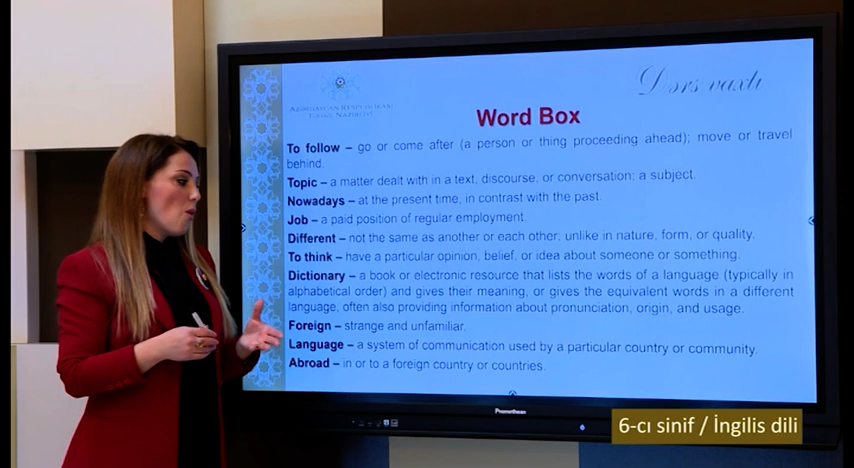 Dərs vaxtı
AZƏRBAYCAN RESPUBLİKASI
TƏHSİL NAZİRLİYİ
Word Box
To follow – go or come after (a person or thing proceeding ahead); move or travel
behind.
Topic – a matter dealt with in a text, discourse, or conversation; a subject.
Nowadays – at the present time, in contrast with the past.
Job – a paid position of regular employment.
Different – not the same as another or each other; unlike in nature, form, or quality.
To think – have a particular opinion, belief, or idea about someone or something.
Dictionary – a book or electronic resource that lists the words of a language (typically in
alphabetical order) and gives their meaning, or gives the equivalent words in a different
language, often also providing information about pronunciation, origin, and usage.
Foreign – strange and unfamiliar.
Language – a system of communication used by a particular country or community.
Abroad – in or to a foreign country or countries.
Promethean
6-cı sinif / İngilis dili